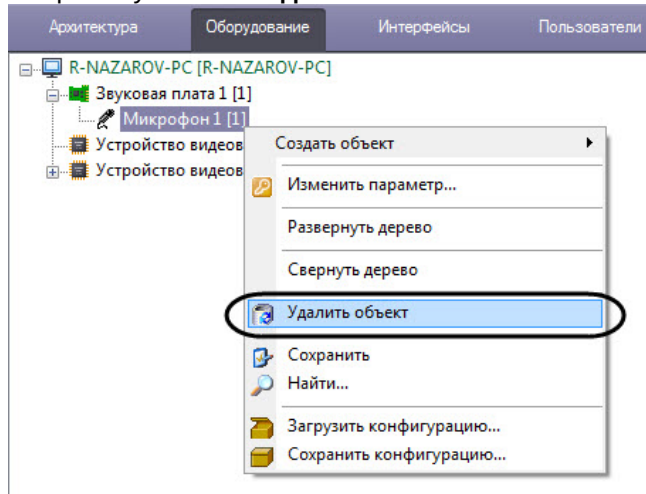 Архитектура Оборудование Интерфейсы Пользователи
R-NAZAROV-PC [R-NAZAROV-PC]
Звуковая плата 1 [1]
Микрофон 1 [1]
Устройство видеов
Устройство видеов
Создать объект
Изменить параметр...
Развернуть дерево
Свернуть дерево
Удалить объект
Сохранить
Найти...
Загрузить конфигурацию...
Сохранить конфигурацию...